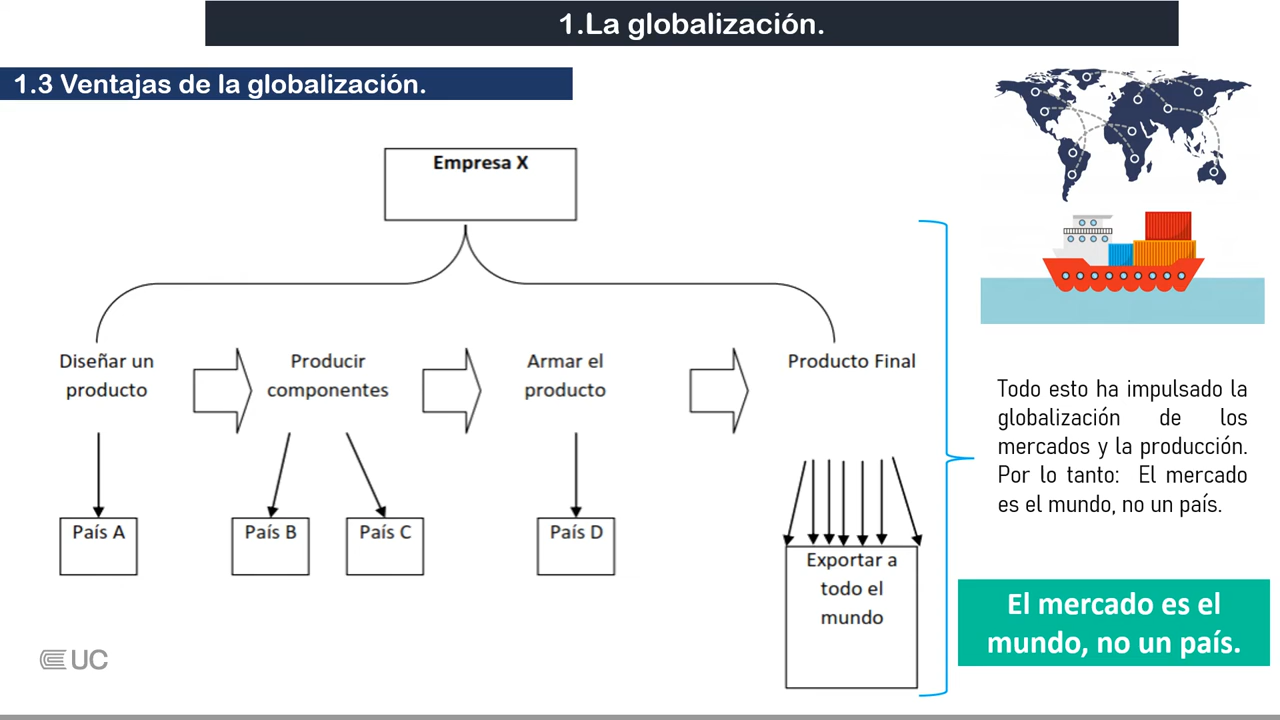 1.La globalización.
1.3 Ventajas de la globalización.
Empresa X
Diseñar un
producto
Producir
componentes
Armar el
producto
Producto Final
País A
País B
País C
País D
Exportar a
todo el
mundo
Todo esto ha impulsado la
globalización de los
mercados y la producción.
Por lo tanto: El mercado
es el mundo, no un país.
El mercado es el
mundo, no un país.
UC